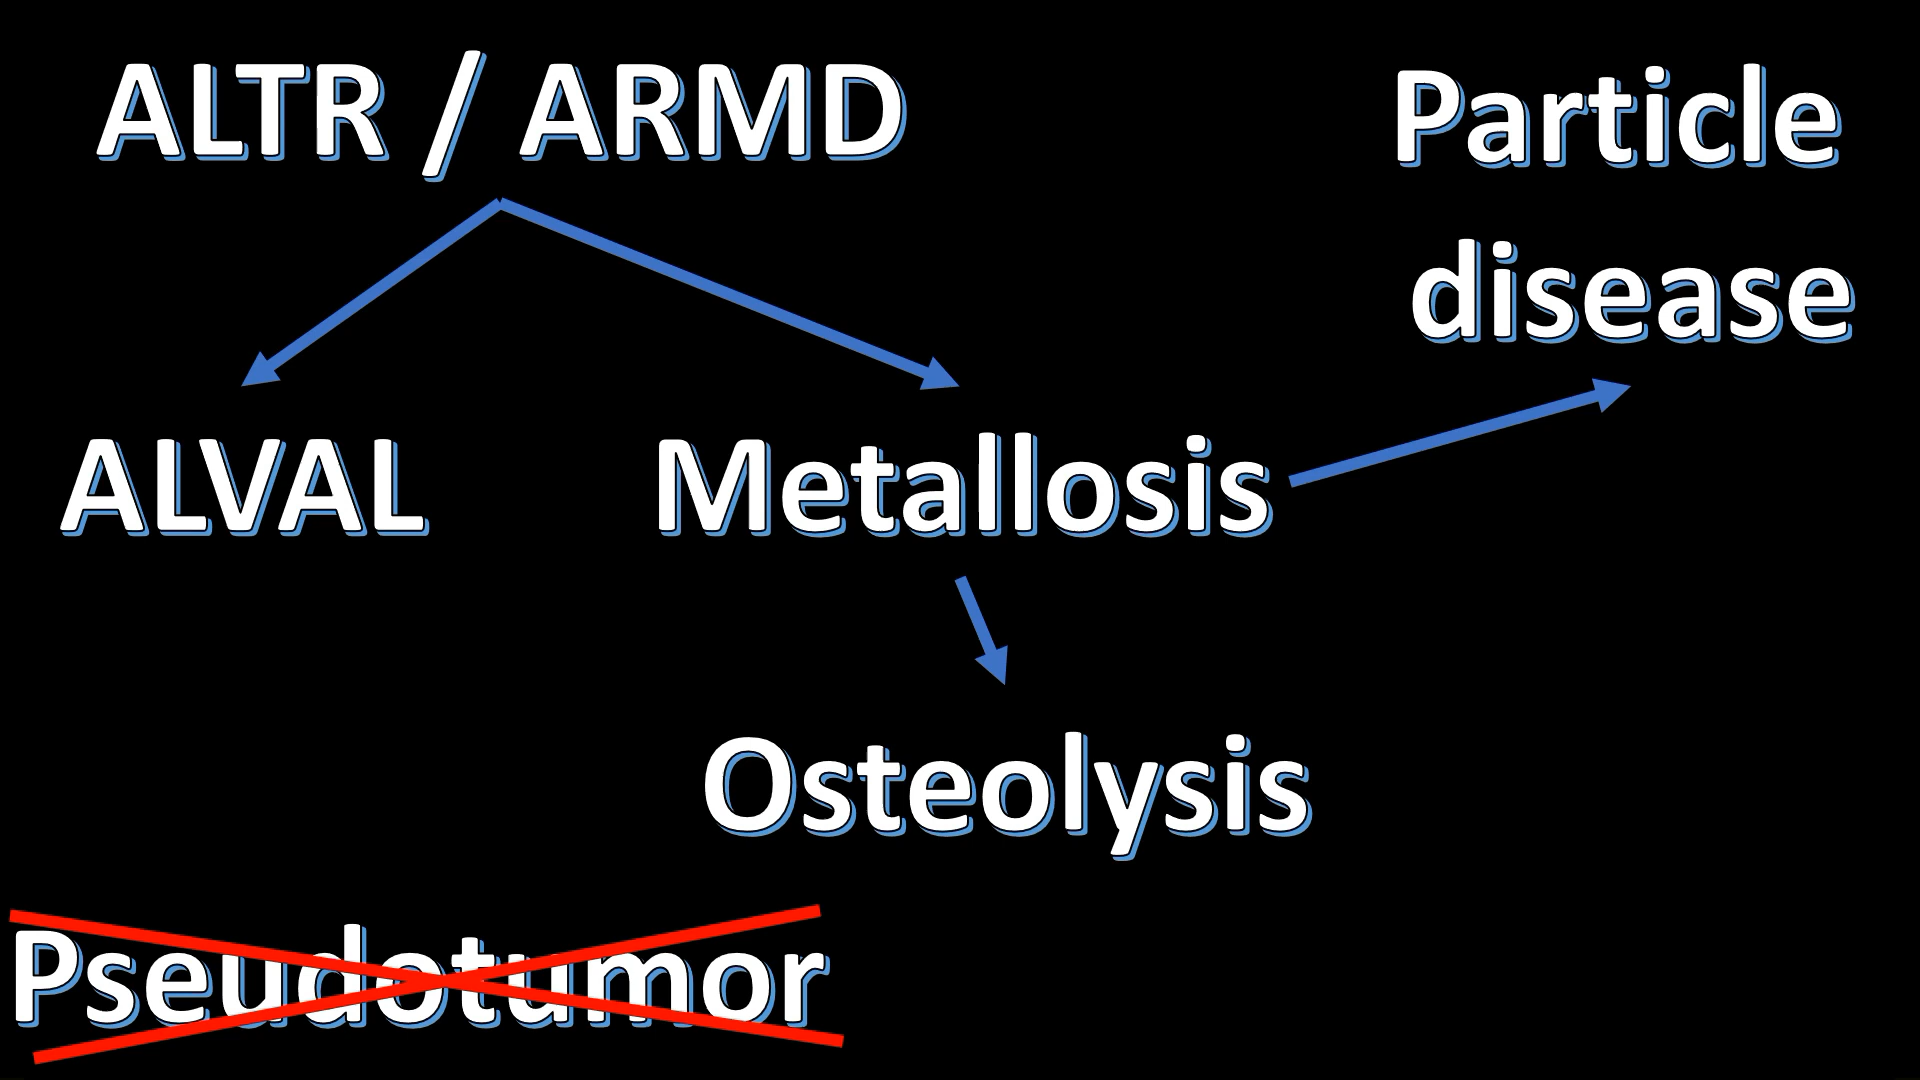 ALTR / ARMD
Particle
disease
ALVAL
Metallosis
Osteolysis
Pseudotumor